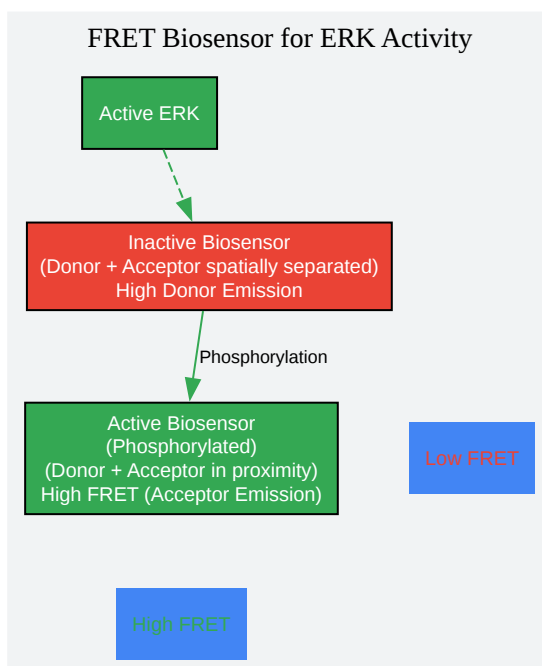 FRET Biosensor for ERK Activity
Active ERK
Inactive Biosensor
(Donor + Acceptor spatially separated)
High Donor Emission
Phosphorylation
Active Biosensor
(Phosphorylated)
(Donor + Acceptor in proximity)
High FRET (Acceptor Emission)
Low FRET
High FRET